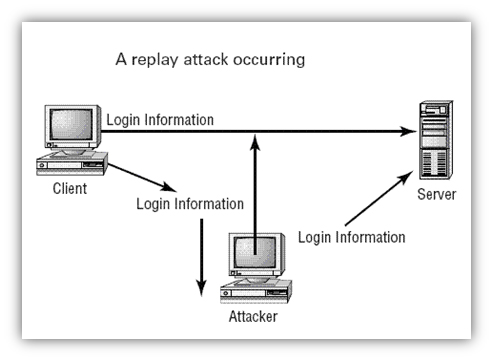 A replay attack occurring
Login Information
Client
Login Information
Server
Login Information
Attacker